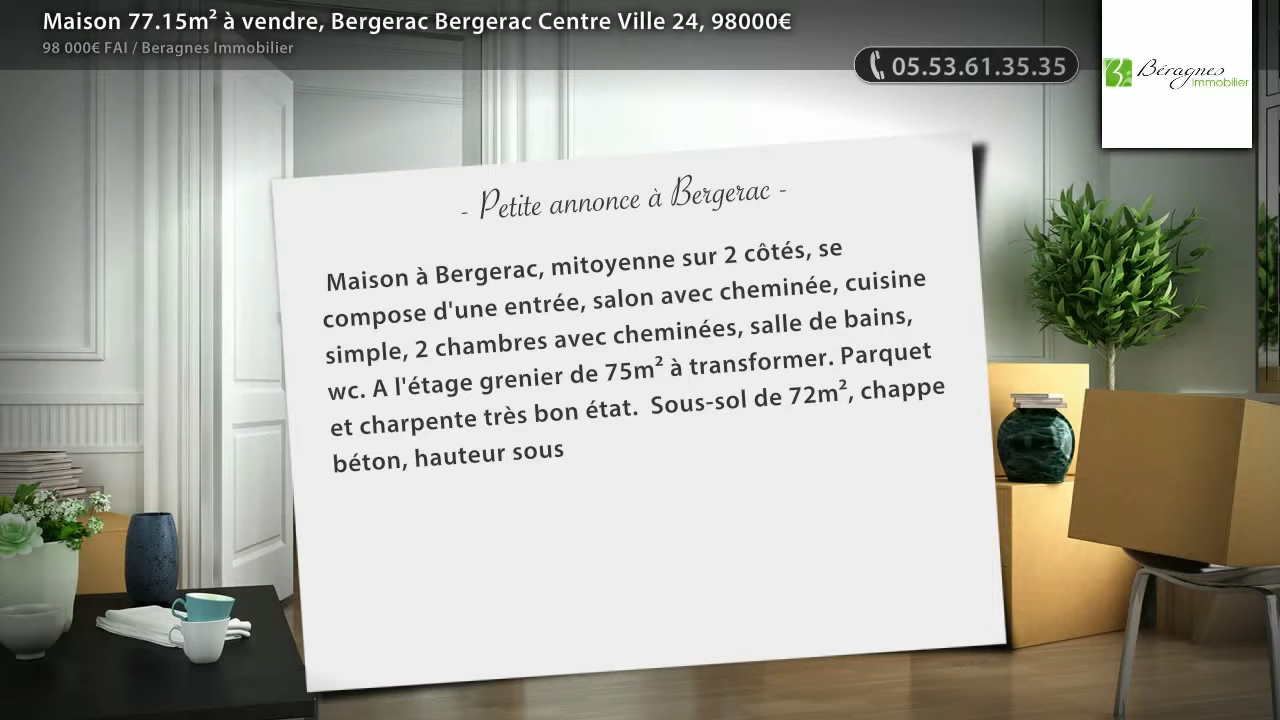 Maison 77.15m² à vendre, Bergerac Bergerac Centre Ville 24, 98000€
98 000€ FAI / Beragnes Immobilier
05.53.61.35.35
Béragnes
immobilier
- Petite annonce à Bergerac -
Maison à Bergerac, mitoyenne sur 2 côtés, se
compose d'une entrée, salon avec cheminée, cuisine
simple, 2 chambres avec cheminées, salle de bains,
wc. A l'étage grenier de 75m² à transformer. Parquet
et charpente très bon état.  Sous-sol de 72m², chappe
béton, hauteur sous